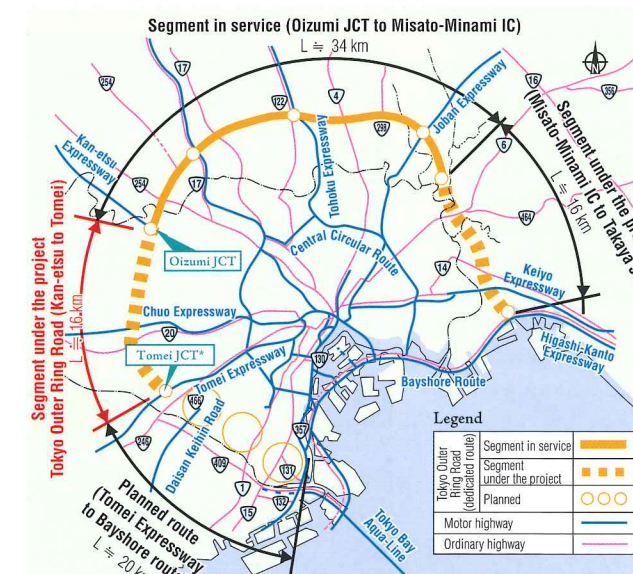 Segment in service (Oizumi JCT to Misato-Minami IC)
L ≒ 34 km
Segment under the
(Misato-Minami IC to Takaya
L ≒ 16 km
Segment under the project
Tokyo Outer Ring Road (Kan-etsu to Tomei)
L ≒ 16 km
Planned route
(Tomei Expressway
to Bayshore
L ≒ 20
Kan-etsu
Expressway
Tohoku Expressway
Joban Expressway
Central Circular Route
Oizumi JCT
Chuo Expressway
Tomei JCT*
Tomei Expressway
Daisan Keihin Road
Keiyo
Expressway
Higashi-Kanto
Expressway
Bayshore Route
Tokyo Bay
Aqua-Line
254
17
122
4
298
16
356
6
254
17
464
14
20
130
466
357
246
409
131
1
132
15
Legend
Tokyo Outer
Ring Road
(dedicated route)
Segment in service
Segment
under the project
Planned
Motor highway
Ordinary highway